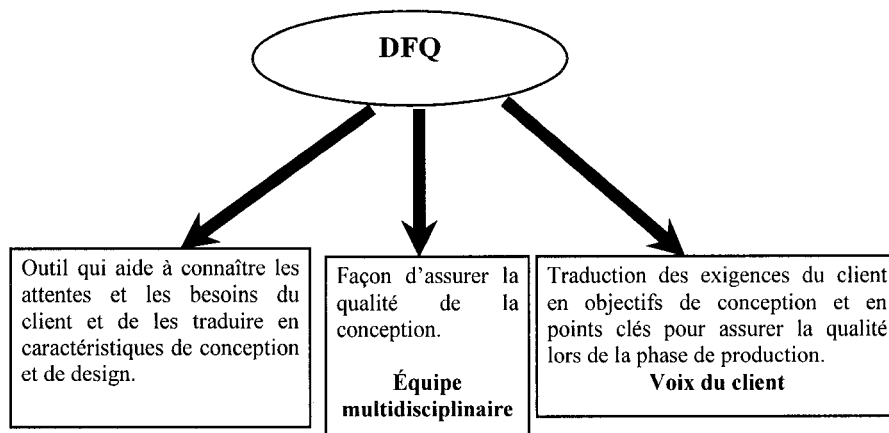 DFQ
Outil qui aide à connaître les
attentes et les besoins du
client et de les traduire en
caractéristiques de conception
et de design.
Façon d'assurer la
qualité de la
conception.
Équipe
multidisciplinaire
Traduction des exigences du client
en objectifs de conception et en
points clés pour assurer la qualité
lors de la phase de production.
Voix du client